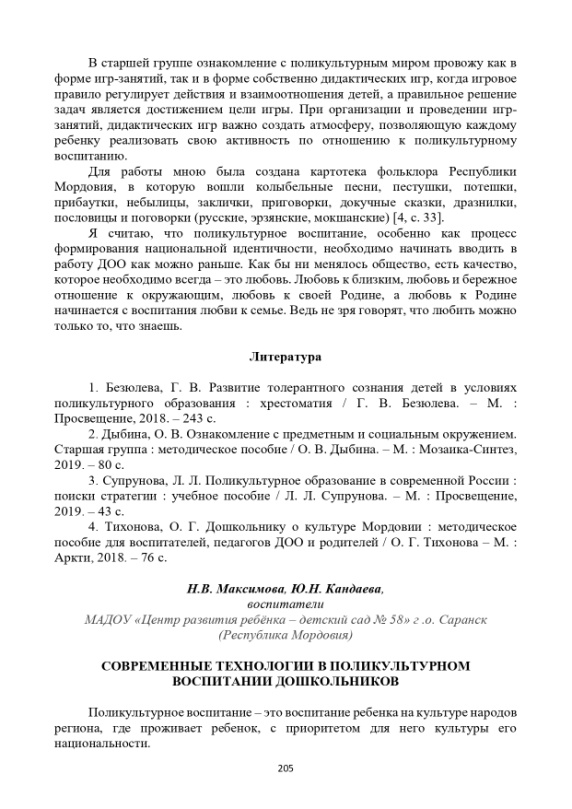 В старшей группе ознакомление с поликультурным миром провожу как в
форме игр-занятий, так и в форме собственно дидактических игр, когда игровое
правило регулирует действия и взаимоотношения детей, а правильное решение
задач является достижением цели игры. При организации и проведении игр-
занятий, дидактических игр важно создать атмосферу, позволяющую каждому
ребенку реализовать свою активность по отношению к поликультурному
воспитанию.
Для работы мною была создана картотека фольклора Республики
Мордовия, в которую вошли колыбельные песни, пестушки, потешки,
прибаутки, небылицы, заклички, приговорки, докучные сказки, дразнилки,
пословицы и поговорки (русские, эрзянские, мокшанские) [4, с. 33].
Я считаю, что поликультурное воспитание, особенно как процесс
формирования национальной идентичности, необходимо начинать вводить в
работу ДОО как можно раньше. Как бы ни менялось общество, есть качество,
которое необходимо всегда – это любовь. Любовь к близким, любовь и бережное
отношение к окружающим, любовь к своей Родине, а любовь к Родине
начинается с воспитания любви к семье. Ведь не зря говорят, что любить можно
только то, что знаешь.
Литература
1. Безюлева, Г. В. Развитие толерантного сознания детей в условиях
поликультурного образования : хрестоматия / Г. В. Безюлева. – М. :
Просвещение, 2018. – 243 с.
2. Дыбина, О. В. Ознакомление с предметным и социальным окружением.
Старшая группа : методическое пособие / О. В. Дыбина. – М. : Мозаика-Синтез,
2019. – 80 с.
3. Супрунова, Л. Л. Поликультурное образование в современной России :
поиски стратегии : учебное пособие / Л. Л. Супрунова. – М. : Просвещение,
2019. – 43 с.
4. Тихонова, О. Г. Дошкольнику о культуре Мордовии : методическое
пособие для воспитателей, педагогов ДОО и родителей / О. Г. Тихонова – М. :
Аркти, 2018. – 76 с.
Н.В. Максимова, Ю.Н. Кандаева,
воспитатели
МАДОУ «Центр развития ребёнка – детский сад № 58» г .о. Саранск
(Республика Мордовия)
СОВРЕМЕННЫЕ ТЕХНОЛОГИИ В ПОЛИКУЛЬТУРНОМ
ВОСПИТАНИИ ДОШКОЛЬНИКОВ
Поликультурное воспитание – это воспитание ребенка на культуре народов
региона, где проживает ребенок, с приоритетом для него культуры его
национальности.
205